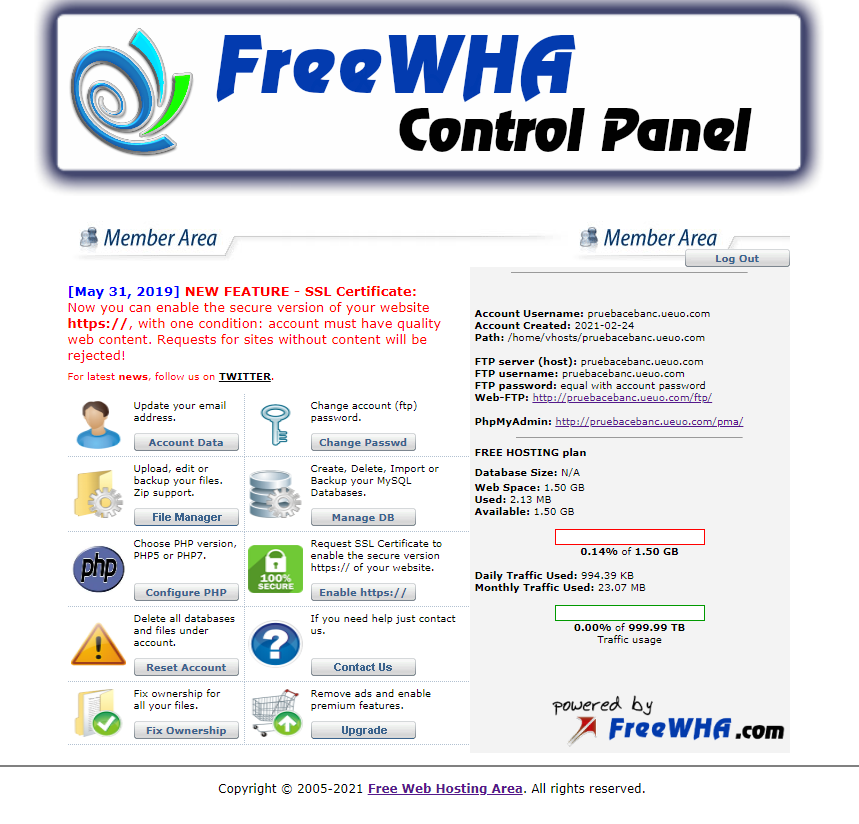 FreeWHA
Control Panel
Member Area
Member Area
Log Out
[May 31, 2019] NEW FEATURE - SSL Certificate:
Now you can enable the secure version of your website
https://, with one condition: account must have quality
web content. Requests for sites without content will be
rejected!
For latest news, follow us on TWITTER.
Update your email
address.
Account Data
Change account (ftp)
password.
Change Passwd
Upload, edit or
backup your files.
Zip support.
File Manager
Create, Delete, Import or
Backup your MySQL
Databases.
Manage DB
php
Choose PHP version,
PHP5 or PHP7.
Configure PHP
100%
SECURE
Request SSL Certificate to
enable the secure version
https:// of your website.
Enable https://
Delete all databases
and files under
account.
Reset Account
If you need help just contact
us.
Contact Us
Fix ownership for
all your files.
Fix Ownership
Remove ads and enable
premium features.
Upgrade
Account Username: pruebacebanc.ueuo.com
Account Created: 2021-02-24
Path: /home/vhosts/pruebacebanc.ueuo.com
FTP server (host): pruebacebanc.ueuo.com
FTP username: pruebacebanc.ueuo.com
FTP password: equal with account password
Web-FTP: http://pruebacebanc.ueuo.com/ftp/
PhpMyAdmin: http://pruebacebanc.ueuo.com/pma/
FREE HOSTING plan
Database Size: N/A
Web Space: 1.50 GB
Used: 2.13 MB
Available: 1.50 GB
0.14% of 1.50 GB
Daily Traffic Used: 994.39 KB
Monthly Traffic Used: 23.07 MB
0.00% of 999.99 TB
Traffic usage
powered by
FreeWHA.com
Copyright © 2005-2021 Free Web Hosting Area. All rights reserved.